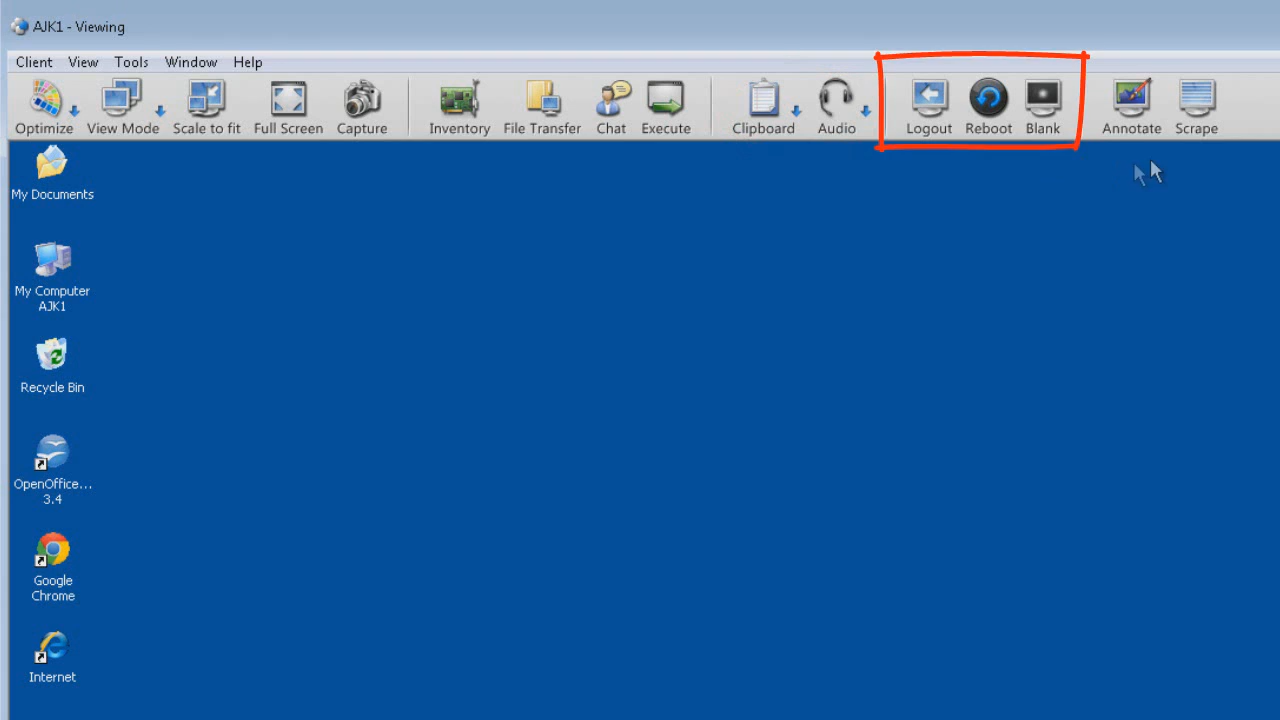 AJK1 - Viewing
Client View Tools Window Help
Optimize View Mode Scale to fit Full Screen Capture Inventory File Transfer Chat Execute Clipboard Audio Logout Reboot Blank Annotate Scrape
My Documents
My Computer
AJK1
Recycle Bin
OpenOffice...
3.4
Google
Chrome
Internet